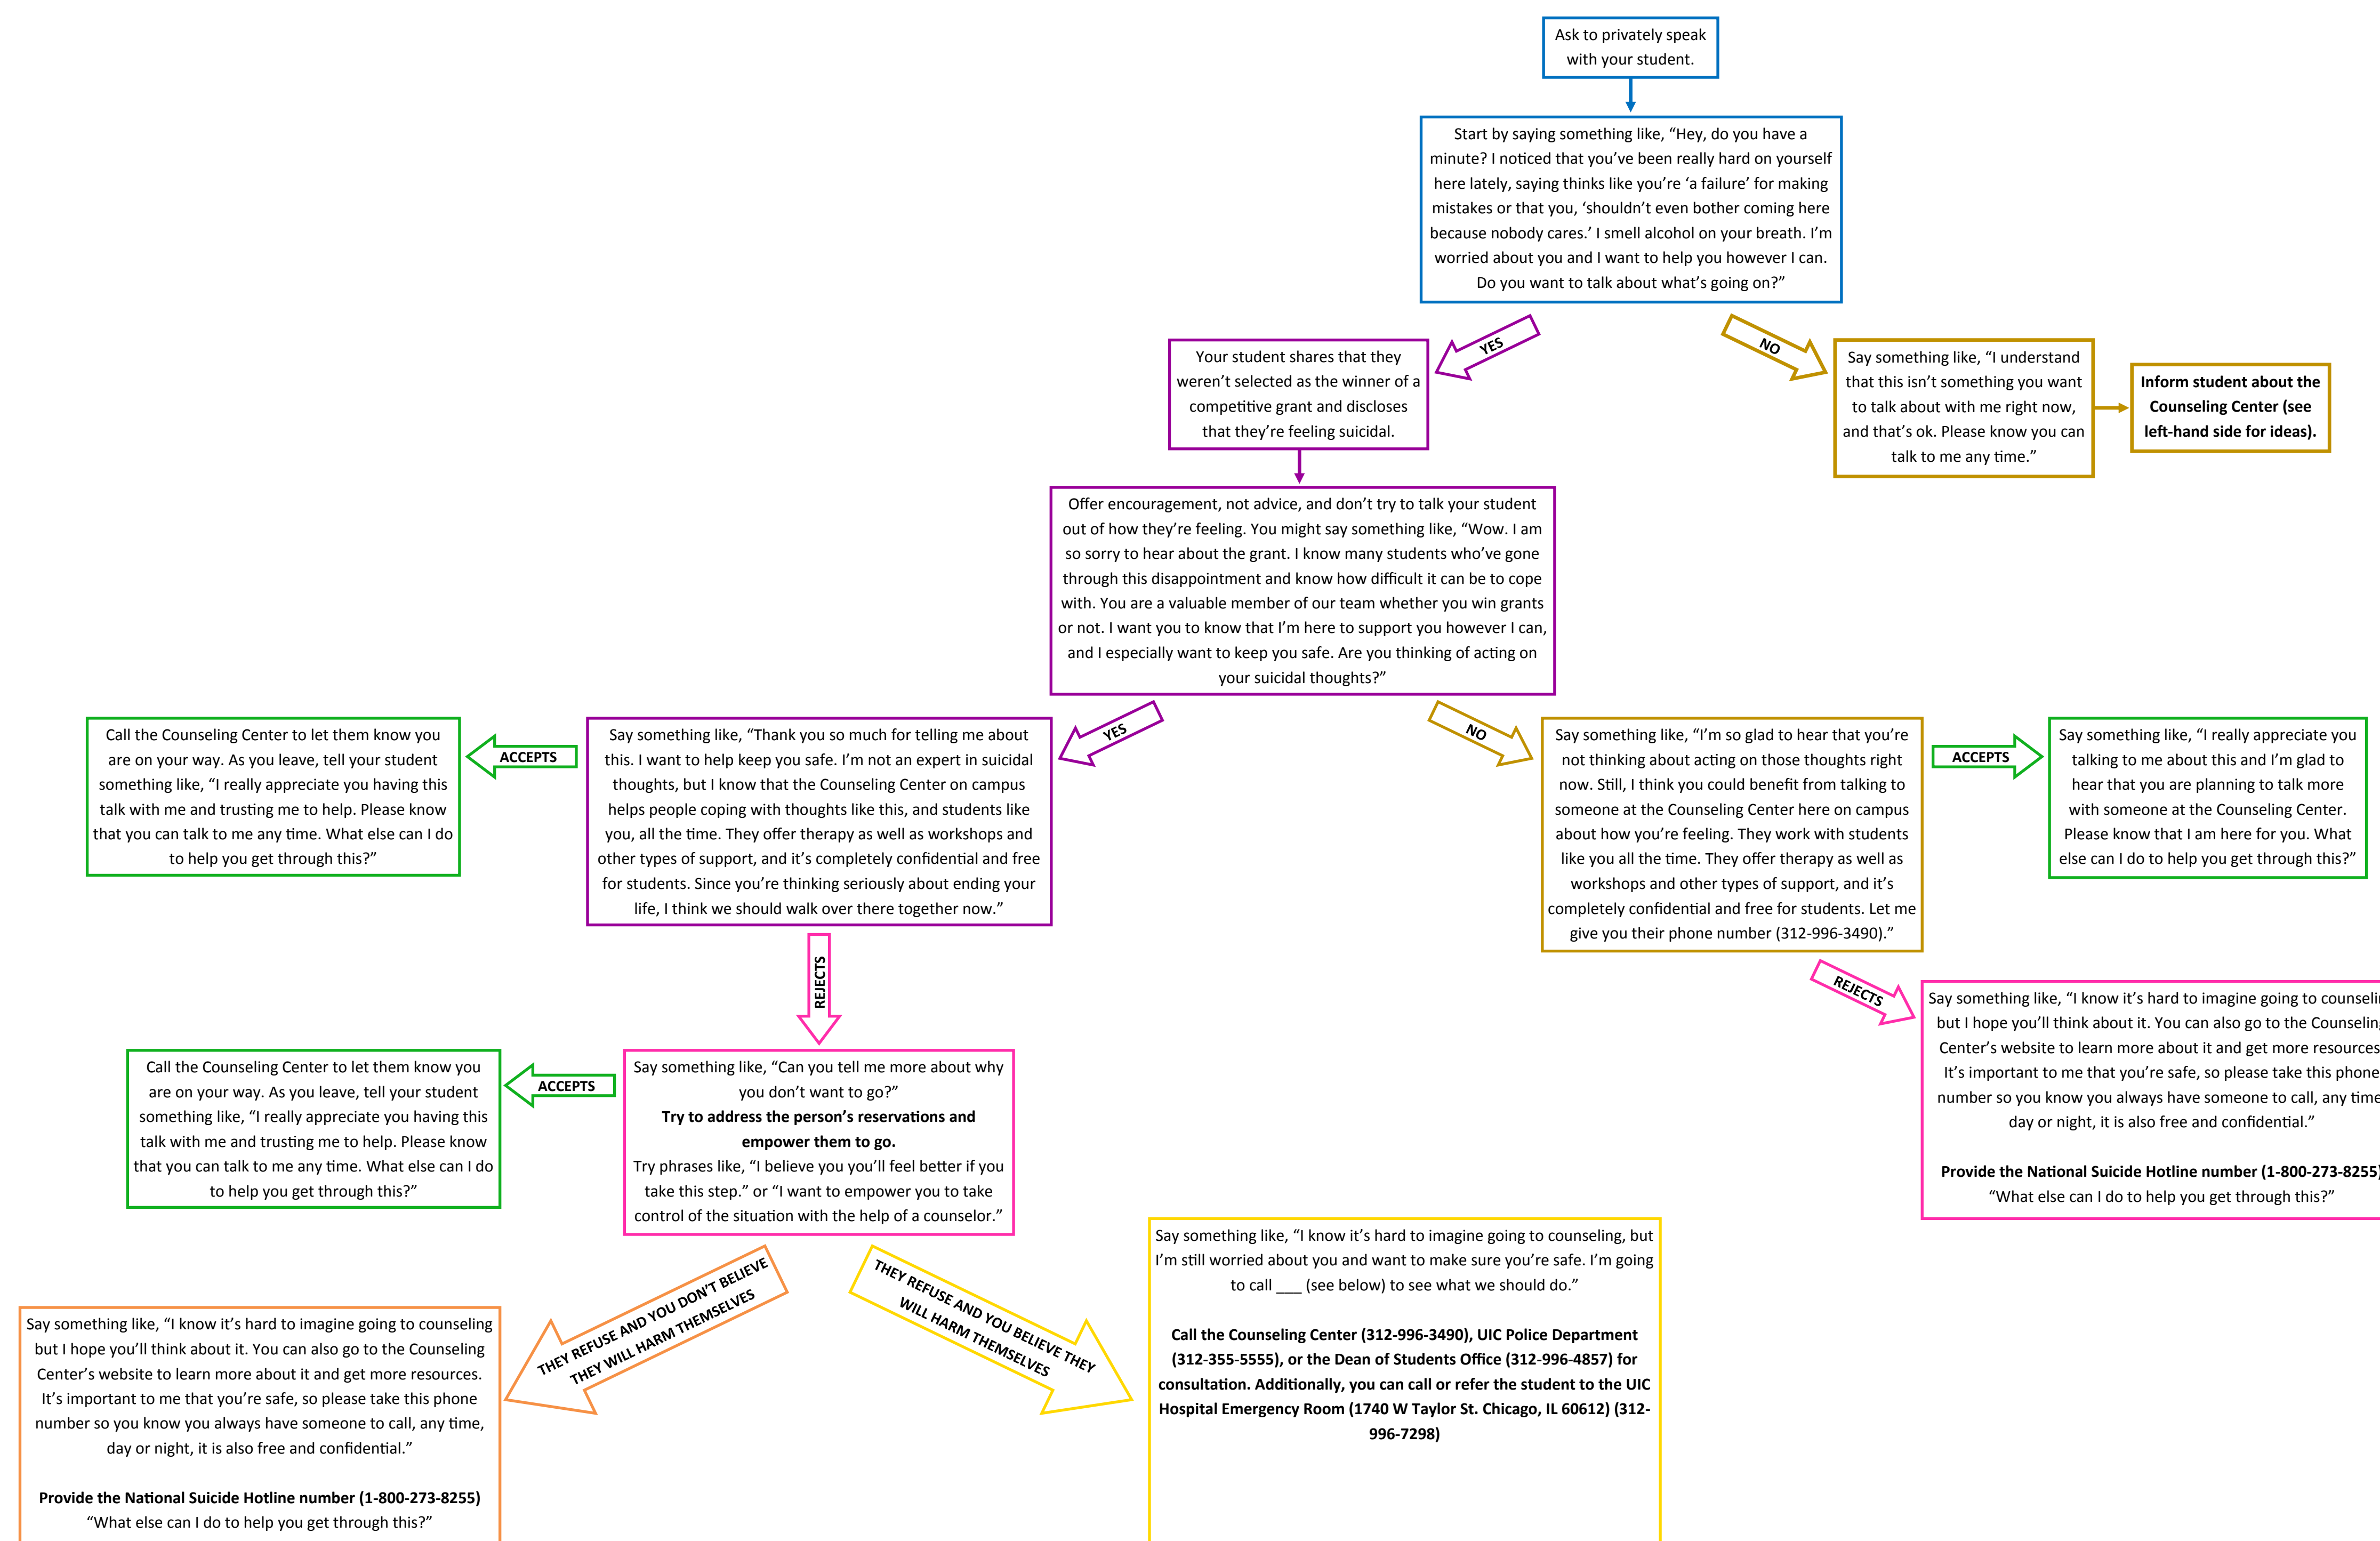 Ask to privately speak
with your student.
Start by saying something like, “Hey, do you have a
minute? I noticed that you’ve been really hard on yourself
here lately, saying thinks like you’re ‘a failure’ for making
mistakes or that you, ‘shouldn’t even bother coming here
because nobody cares.’ I smell alcohol on your breath. I’m
worried about you and I want to help you however I can.
Do you want to talk about what’s going on?”
YES
NO
Your student shares that they
weren’t selected as the winner of a
competitive grant and discloses
that they’re feeling suicidal.
Say something like, “I understand
that this isn’t something you want
to talk about with me right now,
and that’s ok. Please know you can
talk to me any time.”
Inform student about the
Counseling Center (see
left-hand side for ideas).
Offer encouragement, not advice, and don’t try to talk your student
out of how they’re feeling. You might say something like, “Wow. I am
so sorry to hear about the grant. I know many students who’ve gone
through this disappointment and know how difficult it can be to cope
with. You are a valuable member of our team whether you win grants
or not. I want you to know that I’m here to support you however I can,
and I especially want to keep you safe. Are you thinking of acting on
your suicidal thoughts?”
YES
NO
Call the Counseling Center to let them know you
are on your way. As you leave, tell your student
something like, “I really appreciate you having this
talk with me and trusting me to help. Please know
that you can talk to me any time. What else can I do
to help you get through this?”
ACCEPTS
Say something like, “Thank you so much for telling me about
this. I want to help keep you safe. I’m not an expert in suicidal
thoughts, but I know that the Counseling Center on campus
helps people coping with thoughts like this, and students like
you, all the time. They offer therapy as well as workshops and
other types of support, and it’s completely confidential and free
for students. Since you’re thinking seriously about ending your
life, I think we should walk over there together now.”
Say something like, “I’m so glad to hear that you’re
not thinking about acting on those thoughts right
now. Still, I think you could benefit from talking to
someone at the Counseling Center here on campus
about how you’re feeling. They work with students
like you all the time. They offer therapy as well as
workshops and other types of support, and it’s
completely confidential and free for students. Let me
give you their phone number (312-996-3490).”
ACCEPTS
Say something like, “I really appreciate you
talking to me about this and I’m glad to
hear that you are planning to talk more
with someone at the Counseling Center.
Please know that I am here for you. What
else can I do to help you get through this?”
REJECTS
REJECTS
Say something like, “I know it’s hard to imagine going to
but I hope you’ll think about it. You can also go to the
Center’s website to learn more about it and get more resources
It’s important to me that you’re safe, so please take this phone
number so you know you always have someone to call, any time
day or night, it is also free and confidential.”
Provide the National Suicide Hotline number (1-800-273-8255)
“What else can I do to help you get through this?”
Call the Counseling Center to let them know you
are on your way. As you leave, tell your student
something like, “I really appreciate you having this
talk with me and trusting me to help. Please know
that you can talk to me any time. What else can I do
to help you get through this?”
ACCEPTS
Say something like, “Can you tell me more about why
you don’t want to go?”
Try to address the person’s reservations and
empower them to go.
Try phrases like, “I believe you you’ll feel better if you
take this step.” or “I want to empower you to take
control of the situation with the help of a counselor.”
THEY REFUSE AND YOU DON’T BELIEVE
THEY WILL HARM THEMSELVES
THEY REFUSE AND YOU BELIEVE THEY
WILL HARM THEMSELVES
Say something like, “I know it’s hard to imagine going to counseling, but
I’m still worried about you and want to make sure you’re safe. I’m going
to call ___ (see below) to see what we should do.”
Call the Counseling Center (312-996-3490), UIC Police Department
(312-355-5555), or the Dean of Students Office (312-996-4857) for
consultation. Additionally, you can call or refer the student to the UIC
Hospital Emergency Room (1740 W Taylor St. Chicago, IL 60612) (312-
996-7298)
Say something like, “I know it’s hard to imagine going to counseling
but I hope you’ll think about it. You can also go to the Counseling
Center’s website to learn more about it and get more resources.
It’s important to me that you’re safe, so please take this phone
number so you know you always have someone to call, any time,
day or night, it is also free and confidential.”
Provide the National Suicide Hotline number (1-800-273-8255)
“What else can I do to help you get through this?”